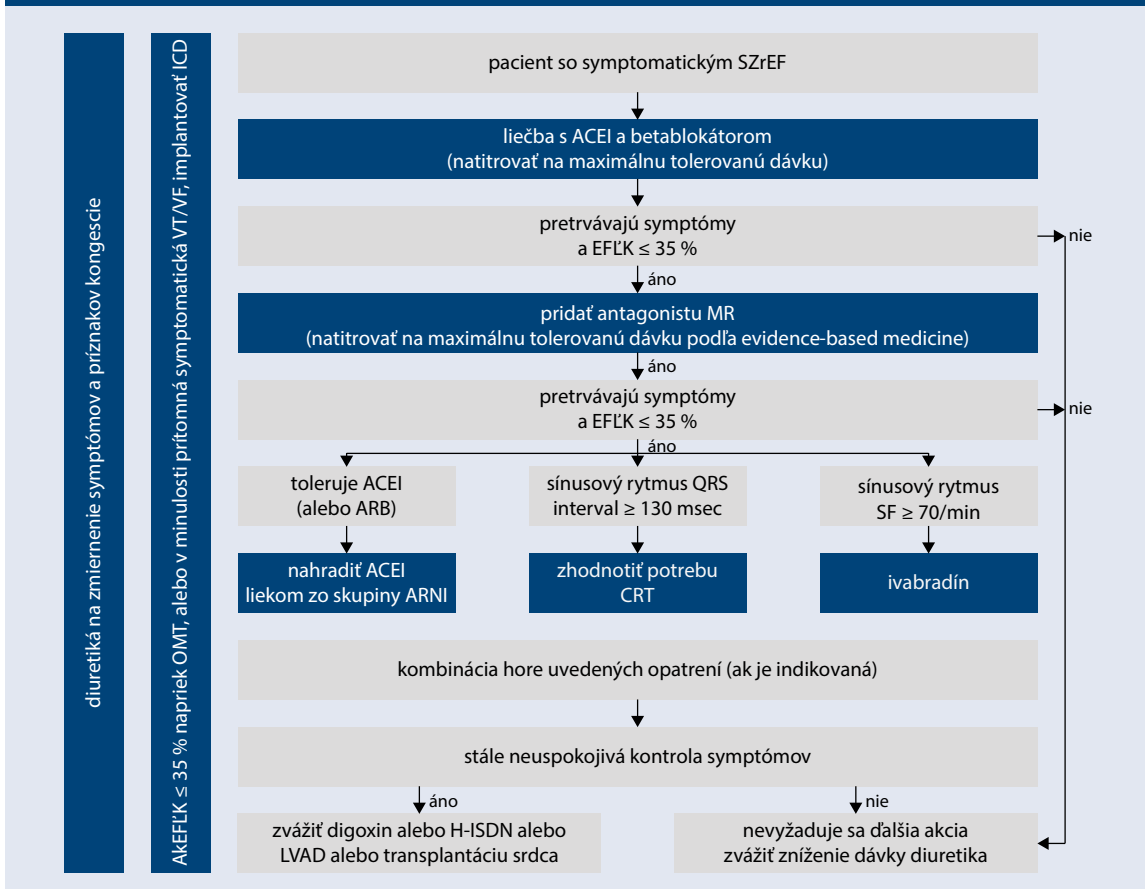 diuretiká na zmiernenie symptómov a príznakov kongescie
AkEFĽK ≤ 35 % napriek OMT, alebo v minulosti prítomná symptomatická VT/VF, implantovať ICD
pacient so symptomatickým SZrEF
liečba s ACEI a betablokátorom
(natitrovať na maximálnu tolerovanú dávku)
pretrvávajú symptómy
a EFĽK ≤ 35 %
nie
áno
pridať antagonistu MR
(natitrovať na maximálnu tolerovanú dávku podľa evidence-based medicine)
áno
pretrvávajú symptómy
a EFĽK ≤ 35 %
nie
áno
toleruje ACEI
(alebo ARB)
sínusový rytmus QRS
interval ≥ 130 msec
sínusový rytmus
SF ≥ 70/min
nahradiť ACEI
liekom zo skupiny ARNI
zhodnotiť potrebu
CRT
ivabradín
kombinácia hore uvedených opatrení (ak je indikovaná)
stále neuspokojivá kontrola symptómov
áno
nie
zvážiť digoxin alebo H-ISDN alebo
LVAD alebo transplantáciu srdca
nevyžaduje sa ďalšia akcia
zvážiť zníženie dávky diuretika